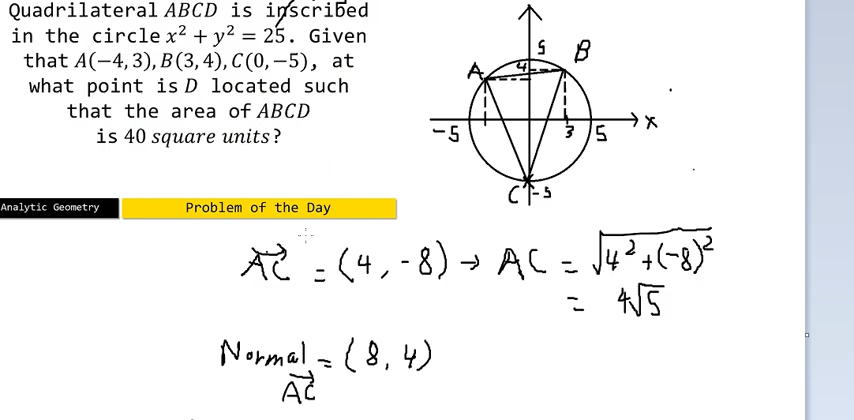 Quadrilateral ABCD is inscribed
in the circle x² + y² = 25. Given
that A(−4,3), B(3,4), C(0,−5), at
what point is D located such
that the area of ABCD
is 40 square units?
5
B
A
4
-5
3
5
x
C
-5
Analytic Geometry
Problem of the Day
AC = (4, -8) → AC = √4² + (-8)²
= 4√5
Normal = (8, 4)
AC